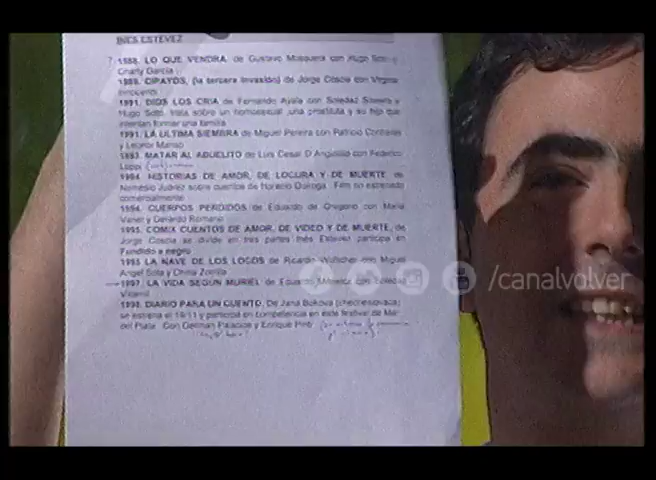 INES ESTEVEZ
1988. LO QUE VENDRA, de Gustavo Mosquera con Hugo Soto y
Charly García
1989. CIPAYOS, (la tercera invasión) de Jorge Coscia con Virginia
Innocenti
1991. DIOS LOS CRIA de Fernando Ayala con Soledad Silveyra y
Hugo Soto, trata sobre un homosexual, una prostituta y su hijo que
intentan formar una familia
1991. LA ULTIMA SIEMBRA de Miguel Pereira con Patricio Contreras
y Leonor Manso
1993. MATAR AL ABUELITO de Luis Cesar D'Angiolillo con Federico
Luppi
1994. HISTORIAS DE AMOR, DE LOCURA Y DE MUERTE de
Nemesio Juárez sobre cuentos de Horacio Quiroga. Film no estrenado
comercialmente
1994. CUERPOS PERDIDOS de Eduardo de Gregorio con Maria
Vaner y Gerardo Romano
1995. COMIX CUENTOS DE AMOR, DE VIDEO Y DE MUERTE, de
Jorge Coscia se divide en tres partes Inés Estevez participa en
Fundido a negro
1995 LA NAVE DE LOS LOCOS de Ricardo Wullicher con Miguel
Angel Sola y China Zorrilla
1997. LA VIDA SEGUN MURIEL de Eduardo Milewicz con Soledad
Villamil
1998. DIARIO PARA UN CUENTO. De Jana Bokova (checheslovaca)
se estrena el 19/11 y participa en competencia en este festival de Mar
del Plata. Con German Palacios y Enrique Pinti
/canalvolver